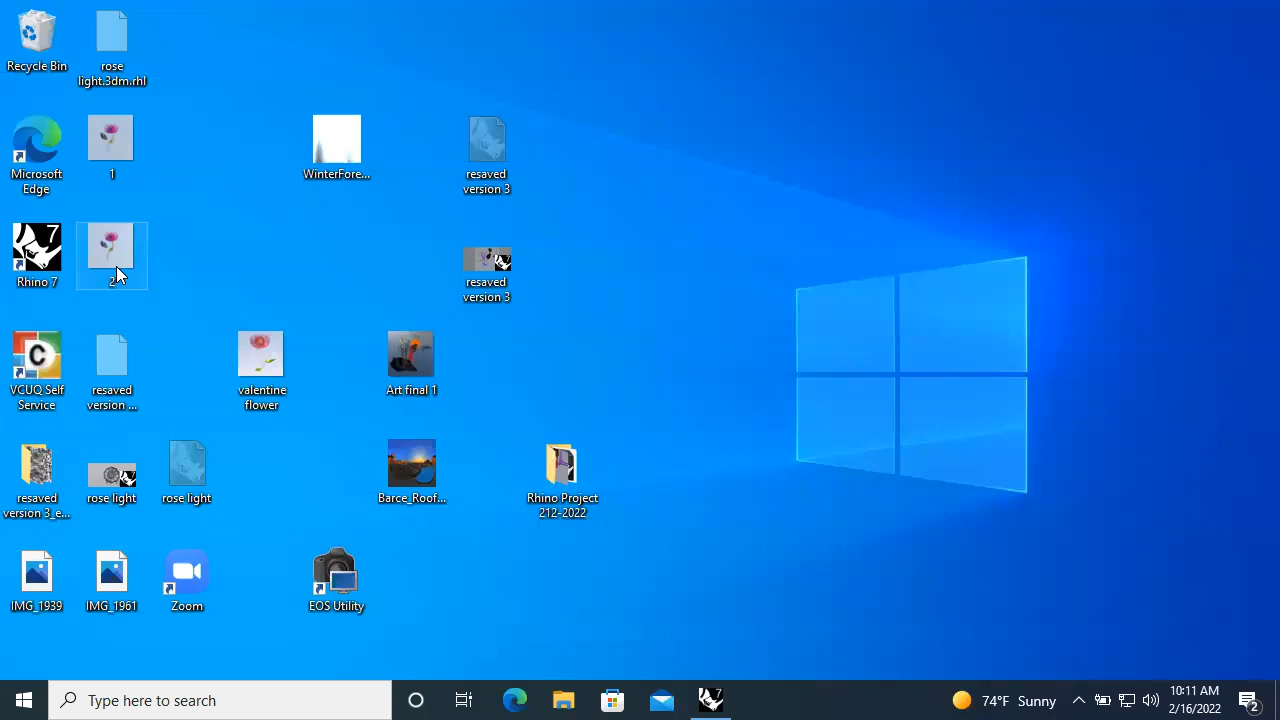 Recycle Bin
rose
light.3dm.rhl
Microsoft
Edge
1
WinterFore...
resaved
version 3
7
Rhino 7
2
resaved
version 3
C
VCUQ Self
Service
resaved
version ...
valentine
flower
Art final 1
resaved
version 3_e...
rose light
rose light
Barce_Roof...
Rhino Project
212-2022
IMG_1939
IMG_1961
Zoom
EOS Utility
Type here to search
7
74°F Sunny
10:11 AM
2/16/2022
2